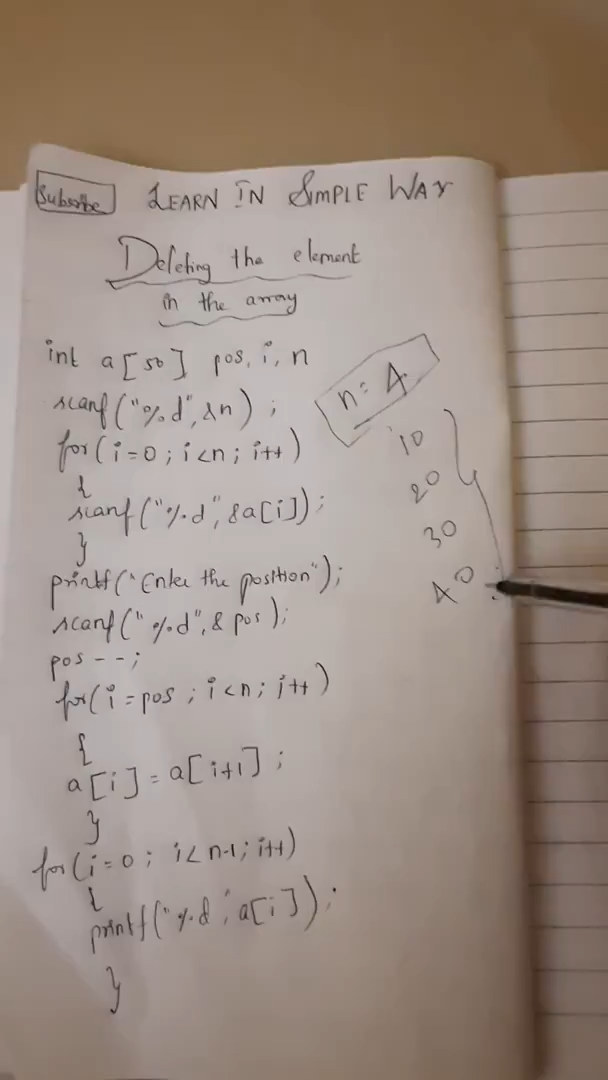 Subscribe LEARN IN SIMPLE WAY
Deleting the element
in the array
int a[50] pos, i, n
scanf("%d", &n) ;
n = 4
for(i=0 ; i<n ; i++)
{
scanf("%d", &a[i]);
}
10
20
30
40
printf("Enter the position");
scanf("%d", & pos);
pos--;
for(i=pos ; i<n ; i++)
{
a[i] = a[i+1] ;
}
for(i=0 ; i<n-1 ; i++)
{
printf("%d", a[i]);
}